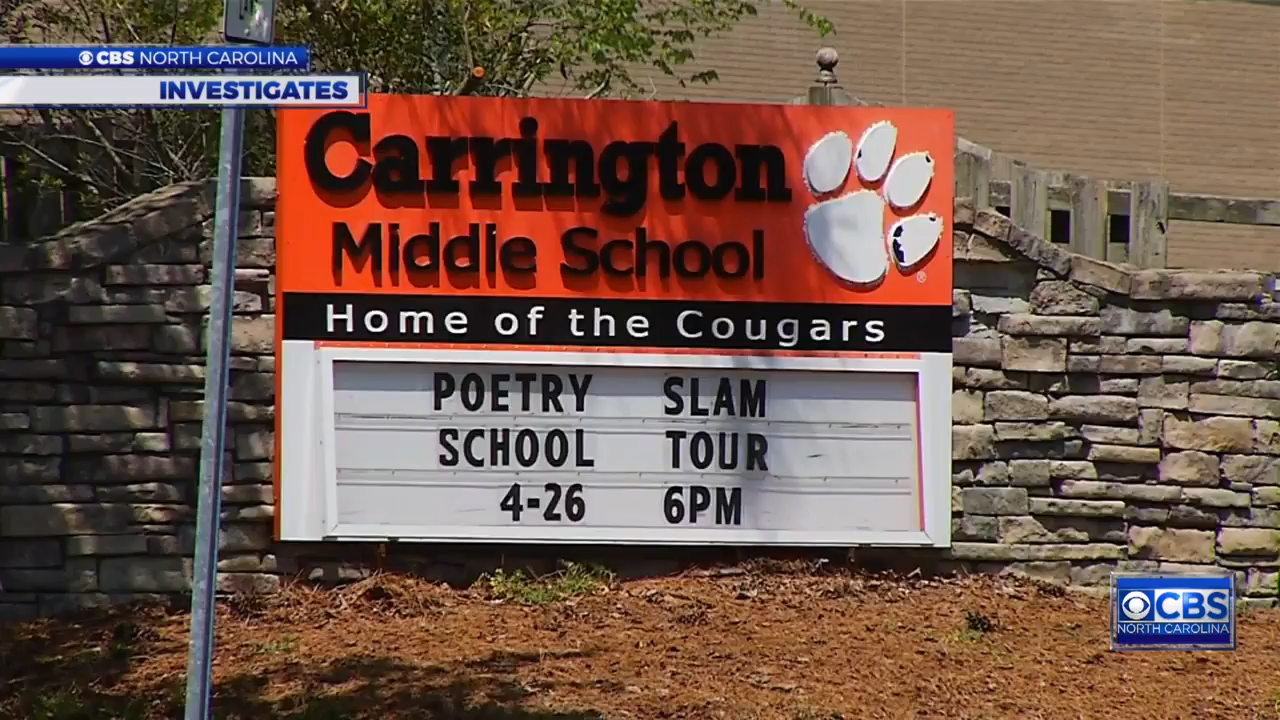 CBS NORTH CAROLINA
INVESTIGATES
Carrington
Middle School
®
Home of the Cougars
POETRY SLAM
SCHOOL TOUR
4-26 6PM
CBS
NORTH CAROLINA